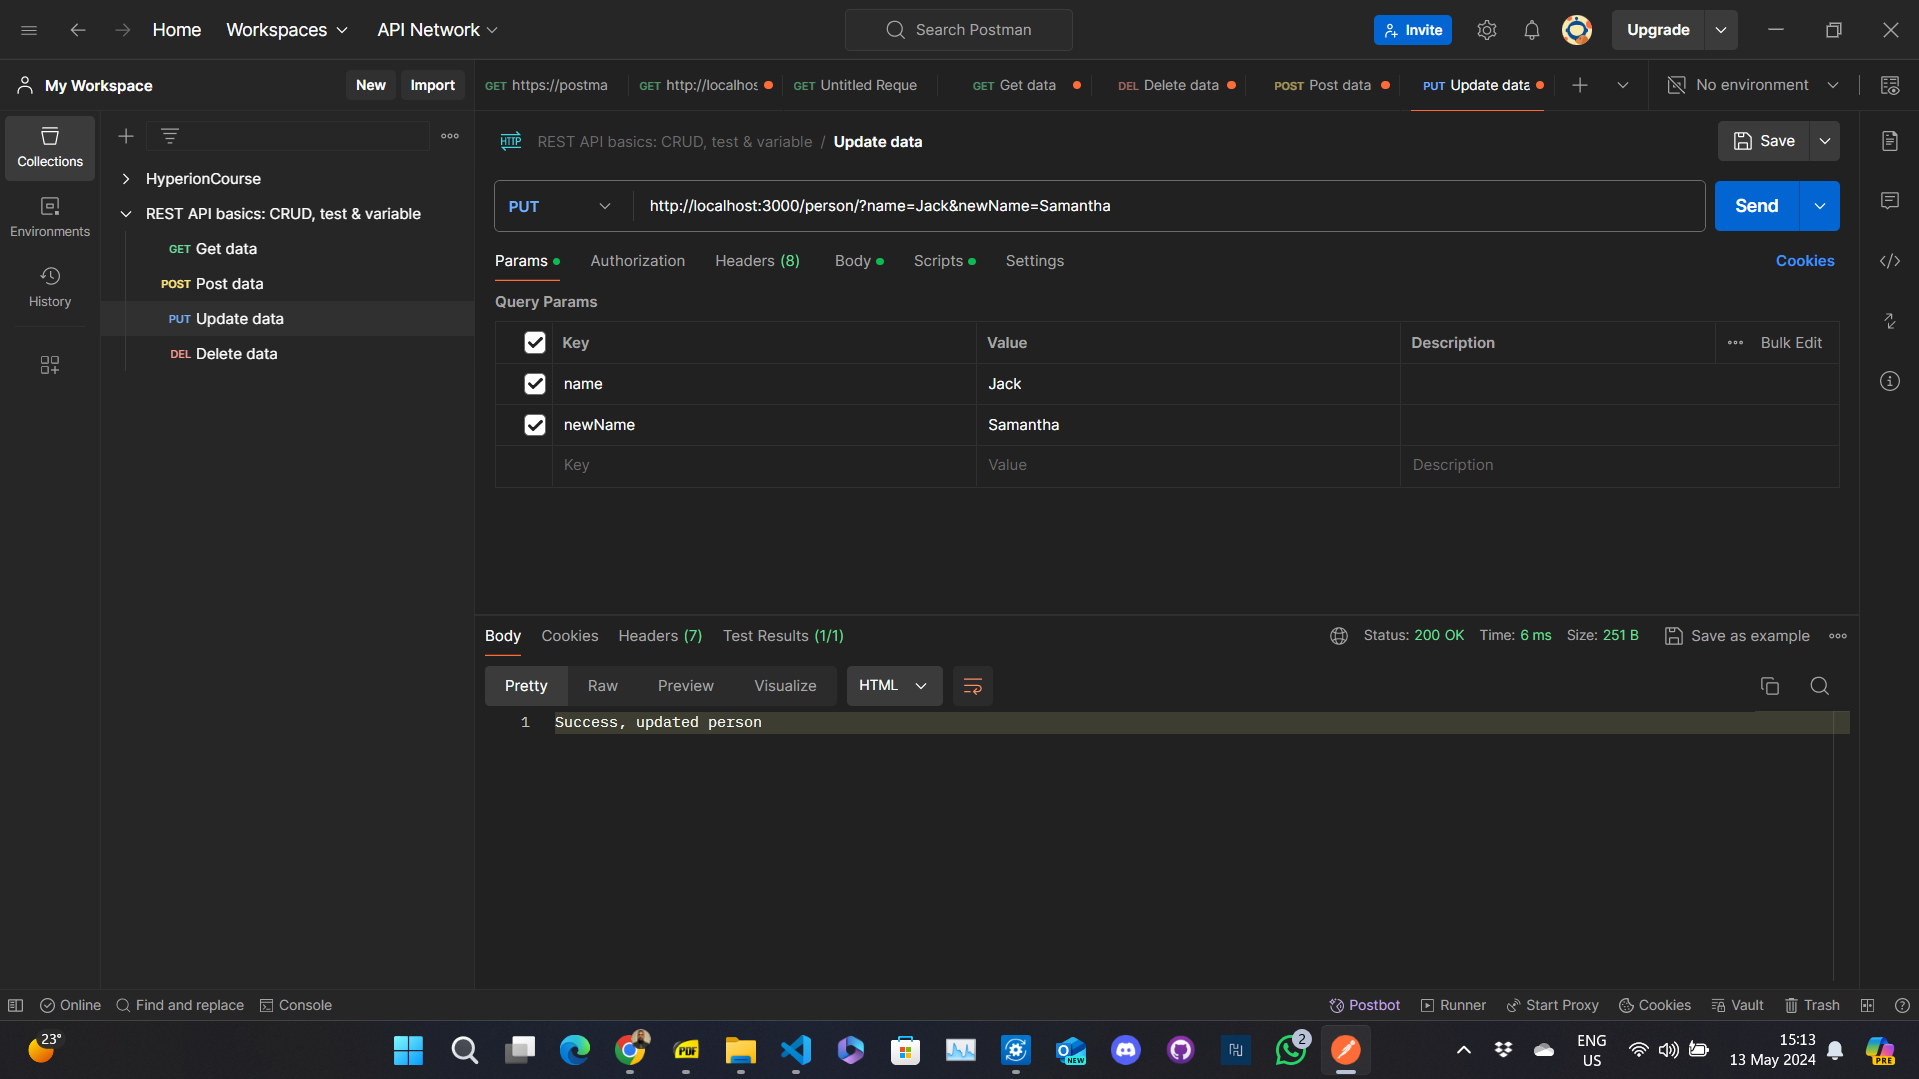 Home
Workspaces
API Network
Search Postman
Invite
Upgrade
My Workspace
New
Import
GET https://postma
GET http://localhos
GET Untitled Reque
GET Get data
DEL Delete data
POST Post data
PUT Update data
No environment
Collections
Environments
History
HyperionCourse
REST API basics: CRUD, test & variable
GET Get data
POST Post data
PUT Update data
DEL Delete data
HTTP REST API basics: CRUD, test & variable / Update data
Save
PUT
http://localhost:3000/person/?name=Jack&newName=Samantha
Send
Params
Authorization
Headers (8)
Body
Scripts
Settings
Cookies
Query Params
Key Value Description Bulk Edit
name Jack
newName Samantha
Key Value Description
Body
Cookies
Headers (7)
Test Results (1/1)
Status: 200 OK Time: 6 ms Size: 251 B
Save as example
Pretty
Raw
Preview
Visualize
HTML
1 Success, updated person
Online
Find and replace
Console
Postbot
Runner
Start Proxy
Cookies
Vault
Trash
23°
PDF
NEW
2
ENG
US
15:13
13 May 2024
PRE